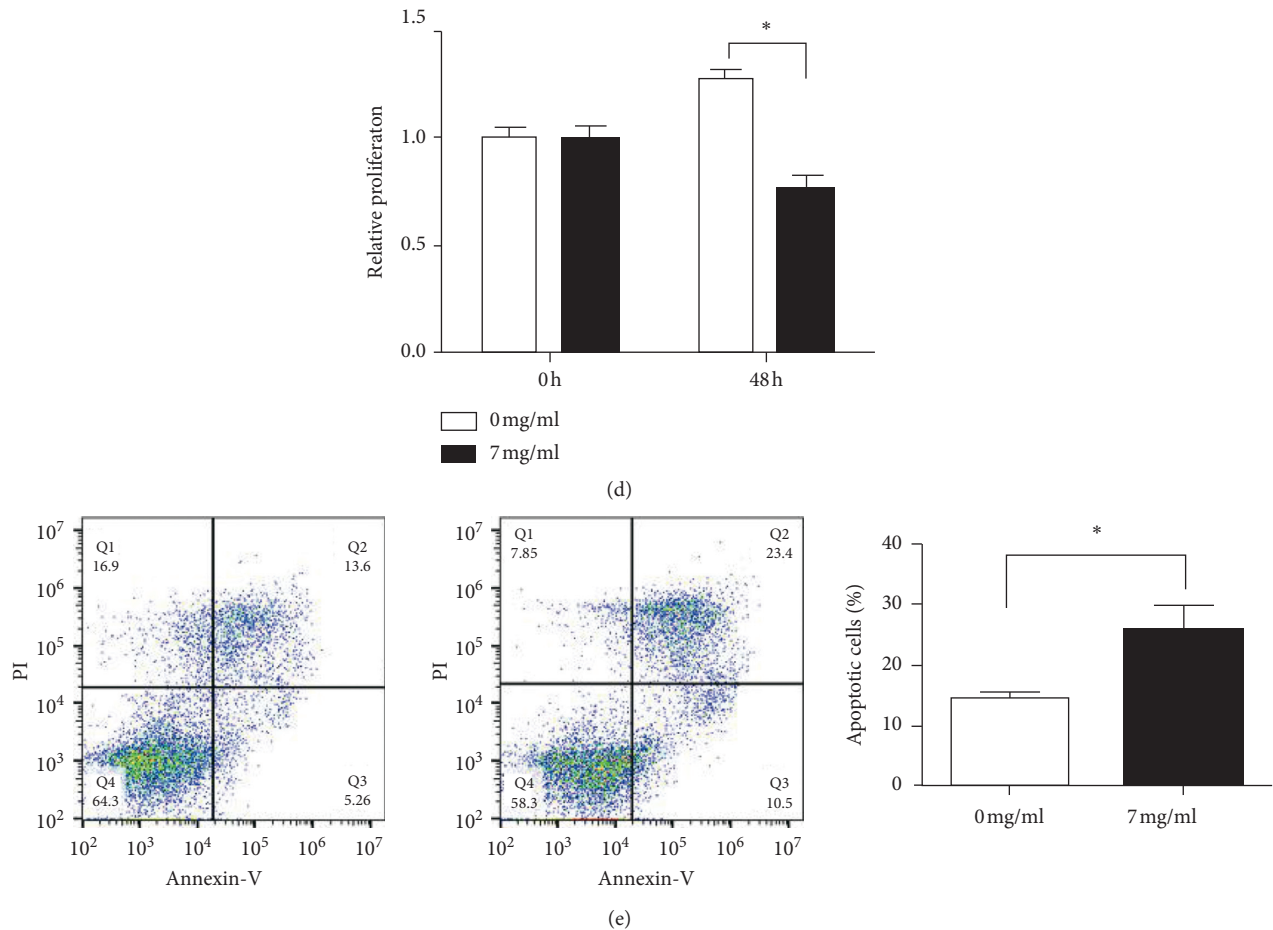 1.5
1.0
0.5
0.0
Relative proliferaton
*
0 h
48 h
0 mg/ml
7 mg/ml
(d)
10^7
10^6
10^5
10^4
10^3
10^2
PI
Q1
16.9
Q2
13.6
Q4
64.3
Q3
5.26
10^2 10^3 10^4 10^5 10^6 10^7
Annexin-V
10^7
10^6
10^5
10^4
10^3
10^2
PI
Q1
7.85
Q2
23.4
Q4
58.3
Q3
10.5
10^2 10^3 10^4 10^5 10^6 10^7
Annexin-V
40
30
20
10
0
Apoptotic cells (%)
*
0 mg/ml
7 mg/ml
(e)